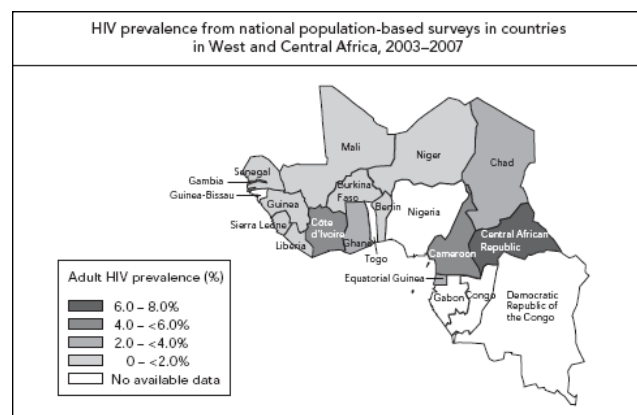 HIV prevalence from national population-based surveys in countries
in West and Central Africa, 2003–2007
Mali
Niger
Chad
Senegal
Gambia
Guinea-Bissau
Guinea
Burkina
Faso
Benin
Nigeria
Sierra Leone
Côte
d'Ivoire
Ghana
Liberia
Togo
Central African
Republic
Cameroon
Equatorial Guinea
Gabon
Congo
Democratic
Republic of
the Congo
Adult HIV prevalence (%)
6.0 – 8.0%
4.0 – <6.0%
2.0 – <4.0%
0 – <2.0%
No available data